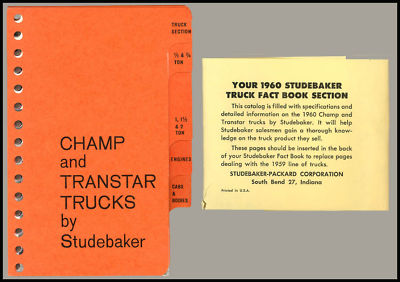 TRUCK
SECTION
½ & ¾
TON
1, 1½
& 2
TON
ENGINES
CABS
&
BODIES
CHAMP
and
TRANSTAR
TRUCKS
by
Studebaker
YOUR 1960 STUDEBAKER
TRUCK FACT BOOK SECTION
This catalog is filled with specifications and
detailed information on the 1960 Champ and
Transtar trucks by Studebaker. It will help
Studebaker salesmen gain a thorough know-
ledge on the truck product they sell.
These pages should be inserted in the back
of your Studebaker Fact Book to replace pages
dealing with the 1959 line of trucks.
STUDEBAKER-PACKARD CORPORATION
South Bend 27, Indiana
Printed in U.S.A.